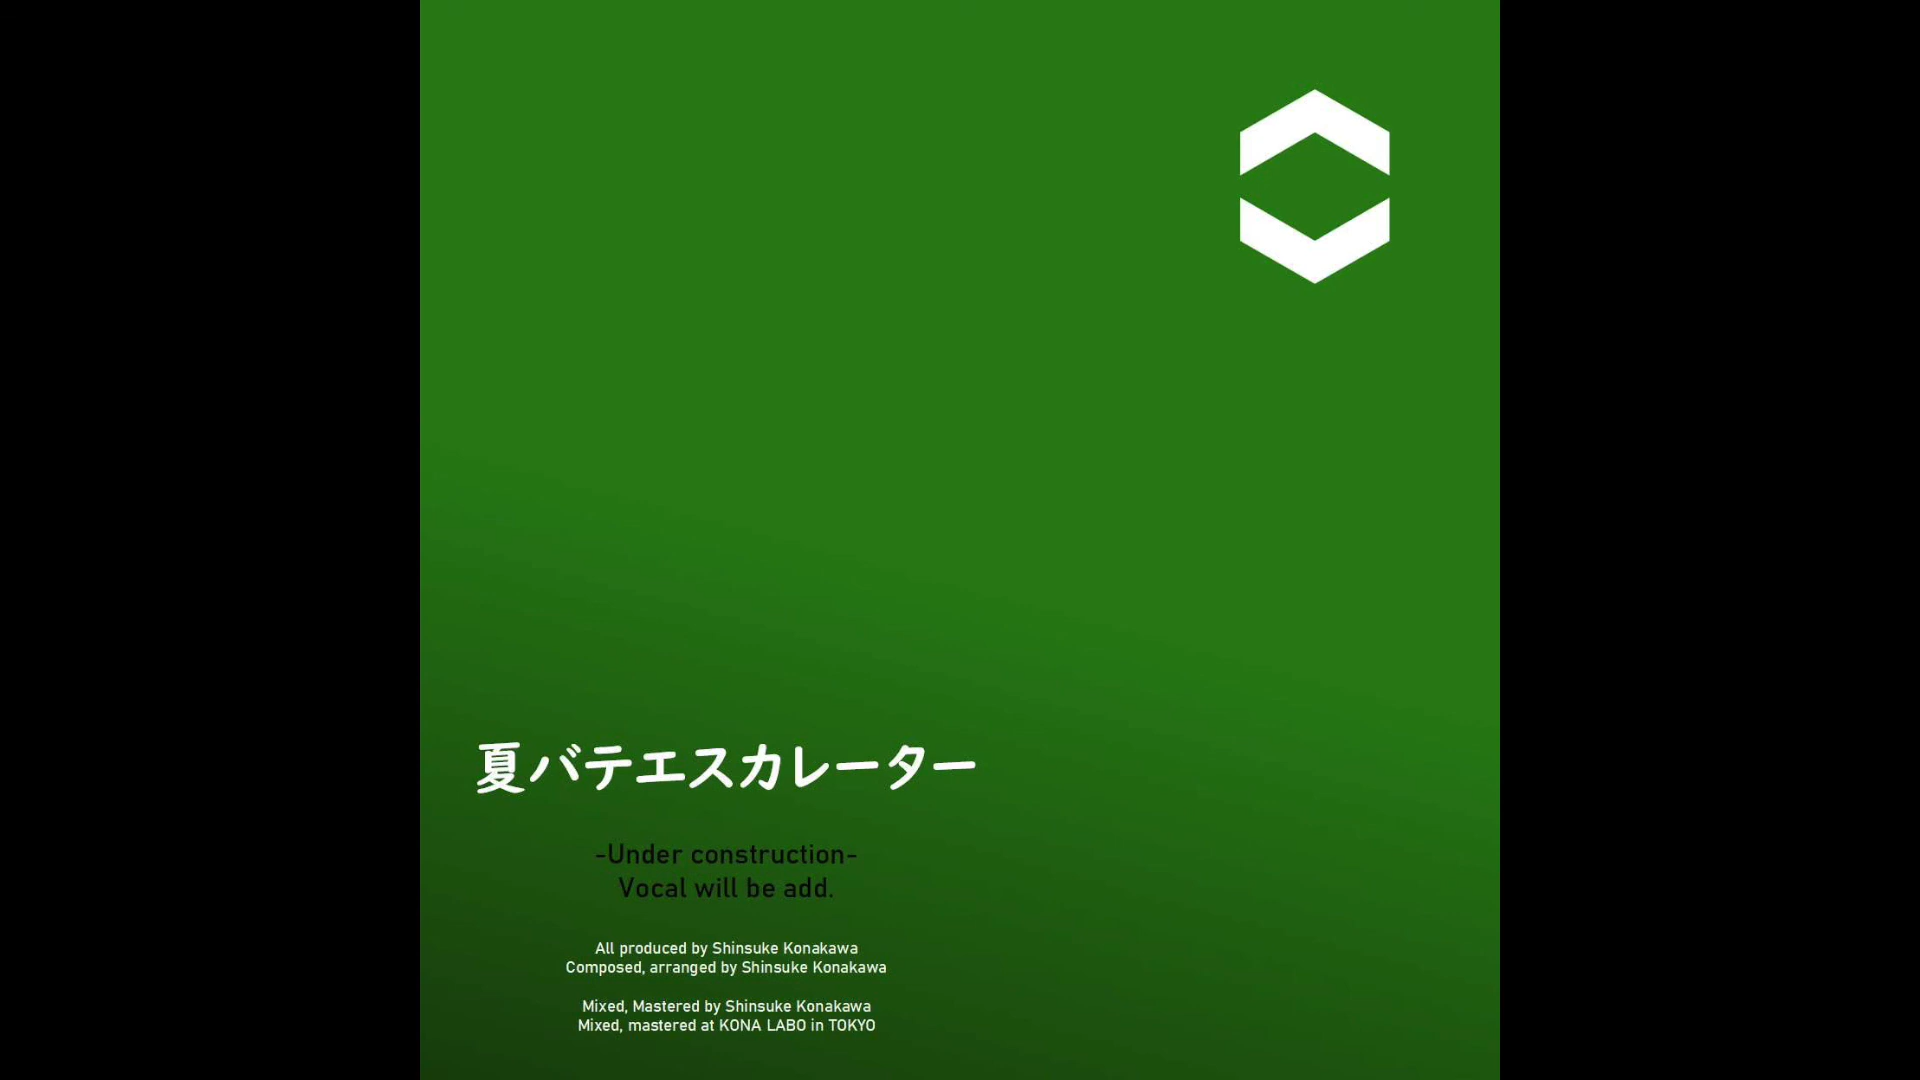 夏バテエスカレーター
-Under construction-
Vocal will be add.
All produced by Shinsuke Konakawa
Composed, arranged by Shinsuke Konakawa
Mixed, Mastered by Shinsuke Konakawa
Mixed, mastered at KONA LABO in TOKYO